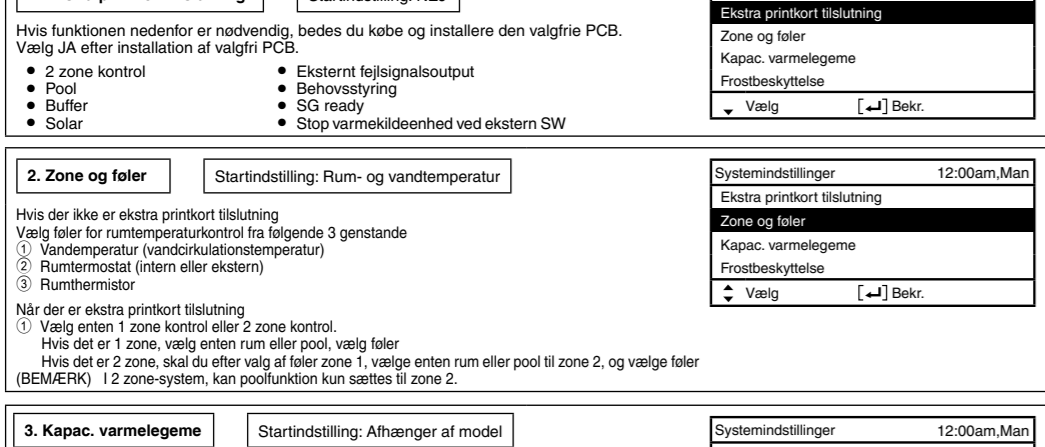 Ekstra printkort tilslutning
Hvis funktionen nedenfor er nødvendig, bedes du købe og installere den valgfrie PCB.
Vælg JA efter installation af valgfri PCB.
● 2 zone kontrol
● Pool
● Buffer
● Solar
● Eksternt fejlsignalsoutput
● Behovsstyring
● SG ready
● Stop varmekildeenhed ved ekstern SW
Zone og føler
Kapac. varmelegeme
Frostbeskyttelse
Vælg [↵] Bekr.
2. Zone og føler
Startindstilling: Rum- og vandtemperatur
Hvis der ikke er ekstra printkort tilslutning
Vælg føler for rumtemperaturkontrol fra følgende 3 genstande
① Vandemperatur (vandcirkulationstemperatur)
② Rumtermostat (intern eller ekstern)
③ Rumthermistor
Når der er ekstra printkort tilslutning
① Vælg enten 1 zone kontrol eller 2 zone kontrol.
Hvis det er 1 zone, vælg enten rum eller pool, vælg føler
Hvis det er 2 zone, skal du efter valg af føler zone 1, vælge enten rum eller pool til zone 2, og vælge føler
(BEMÆRK) I 2 zone-system, kan poolfunktion kun sættes til zone 2.
Systemindstillinger 12:00am,Man
Ekstra printkort tilslutning
Zone og føler
Kapac. varmelegeme
Frostbeskyttelse
Vælg [↵] Bekr.
3. Kapac. varmelegeme
Startindstilling: Afhænger af model
Systemindstillinger 12:00am,Man